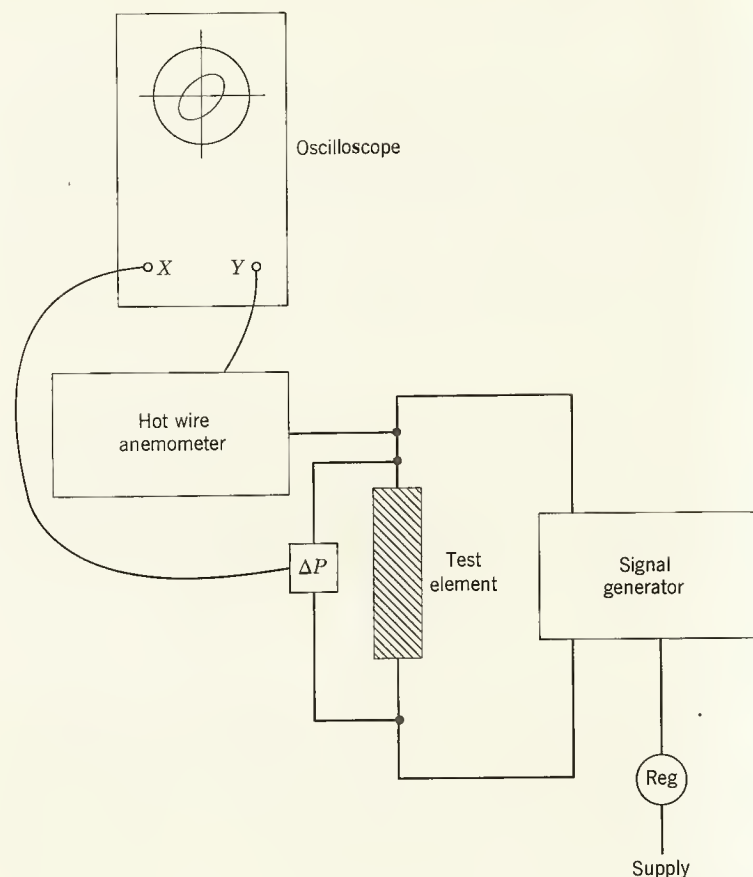 Oscilloscope
X
Y
Hot wire
anemometer
ΔP
Test
element
Signal
generator
Reg
Supply